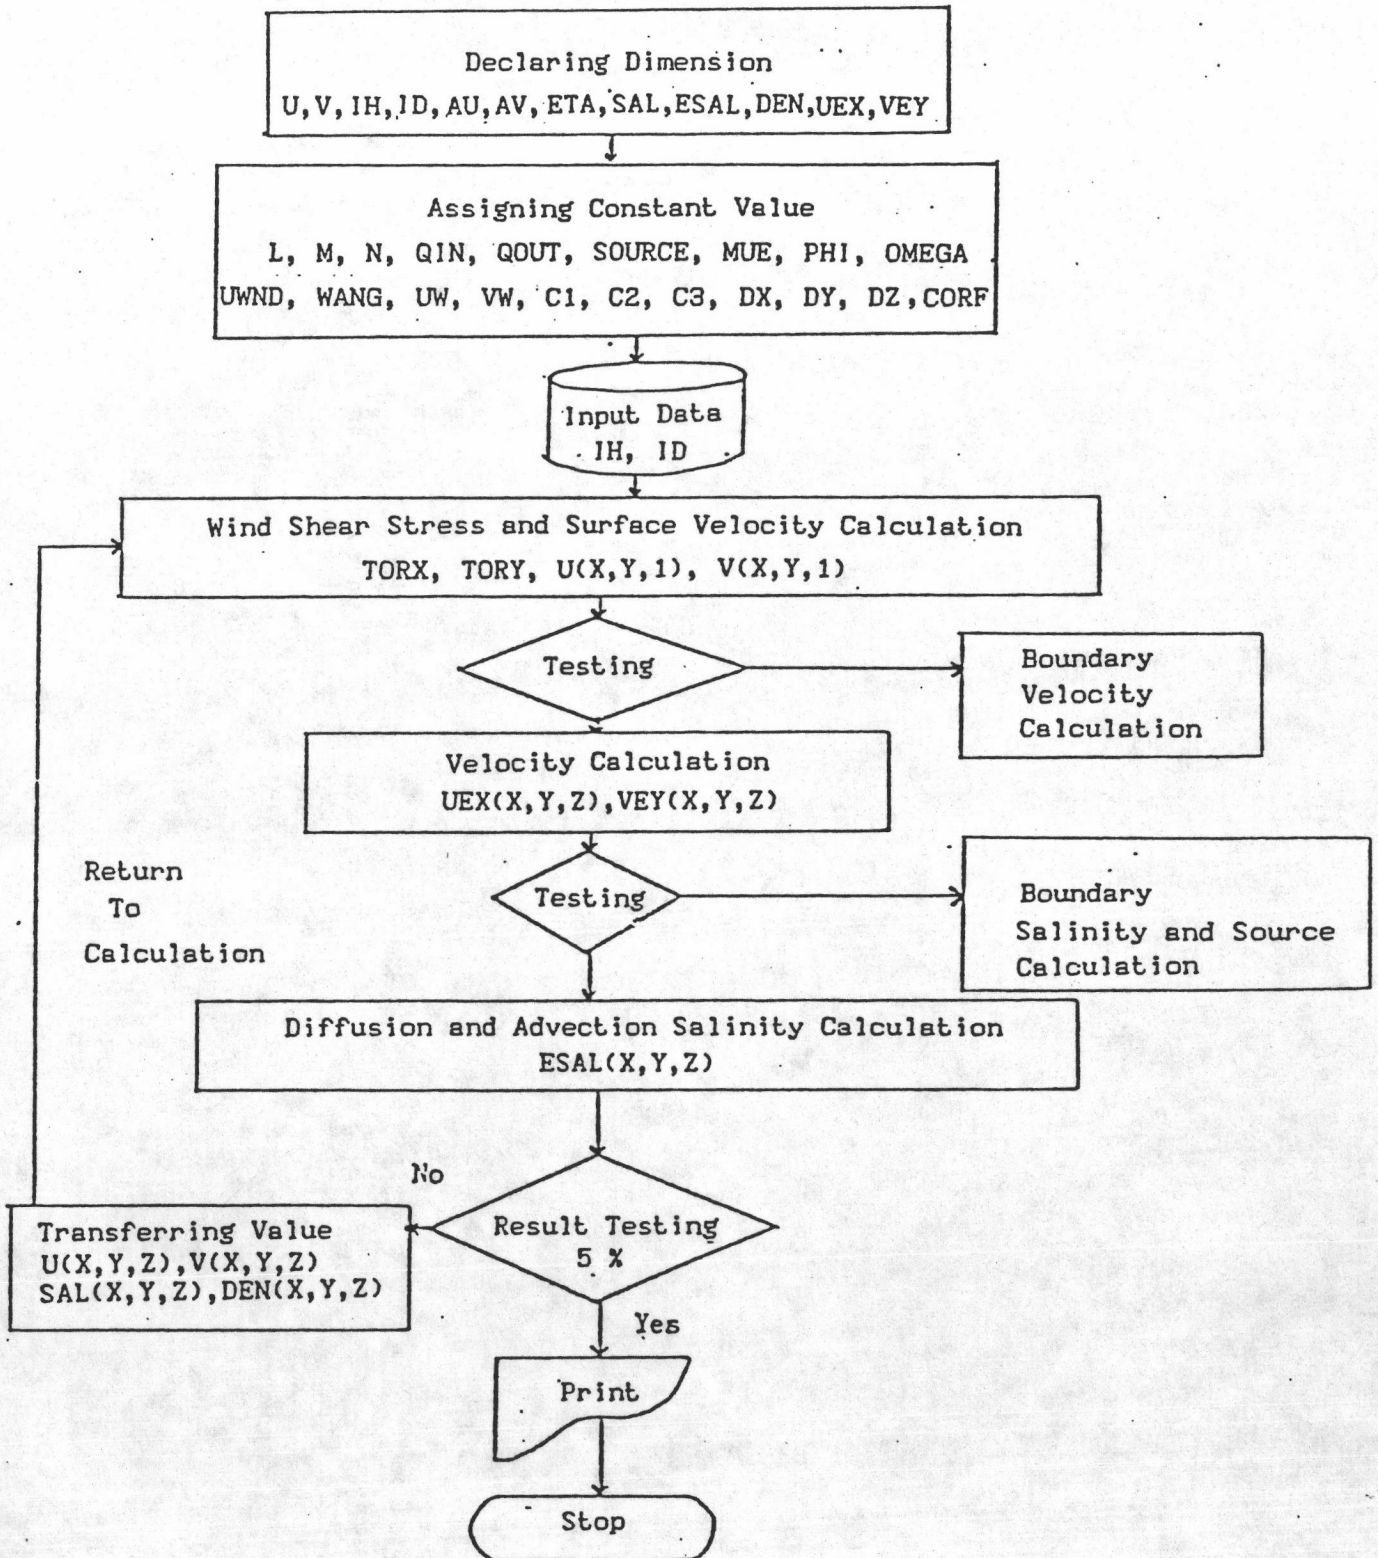 Declaring Dimension
U,V,IH,ID,AU,AV,ETA,SAL,ESAL,DEN,UEX,VEY
Assigning Constant Value
L, M, N, QIN, QOUT, SOURCE, MUE, PHI, OMEGA
UWND, WANG, UW, VW, C1, C2, C3, DX, DY, DZ ,CORF
Input Data
IH, ID
Wind Shear Stress and Surface Velocity Calculation
TORX, TORY, U(X,Y,1), V(X,Y,1)
Testing
Boundary
Velocity
Calculation
Velocity Calculation
UEX(X,Y,Z),VEY(X,Y,Z)
Return
To
Calculation
Testing
Boundary
Salinity and Source
Calculation
Diffusion and Advection Salinity Calculation
ESAL(X,Y,Z)
No
Result Testing
5 %
Transferring Value
U(X,Y,Z),V(X,Y,Z)
SAL(X,Y,Z),DEN(X,Y,Z)
Yes
Print
Stop